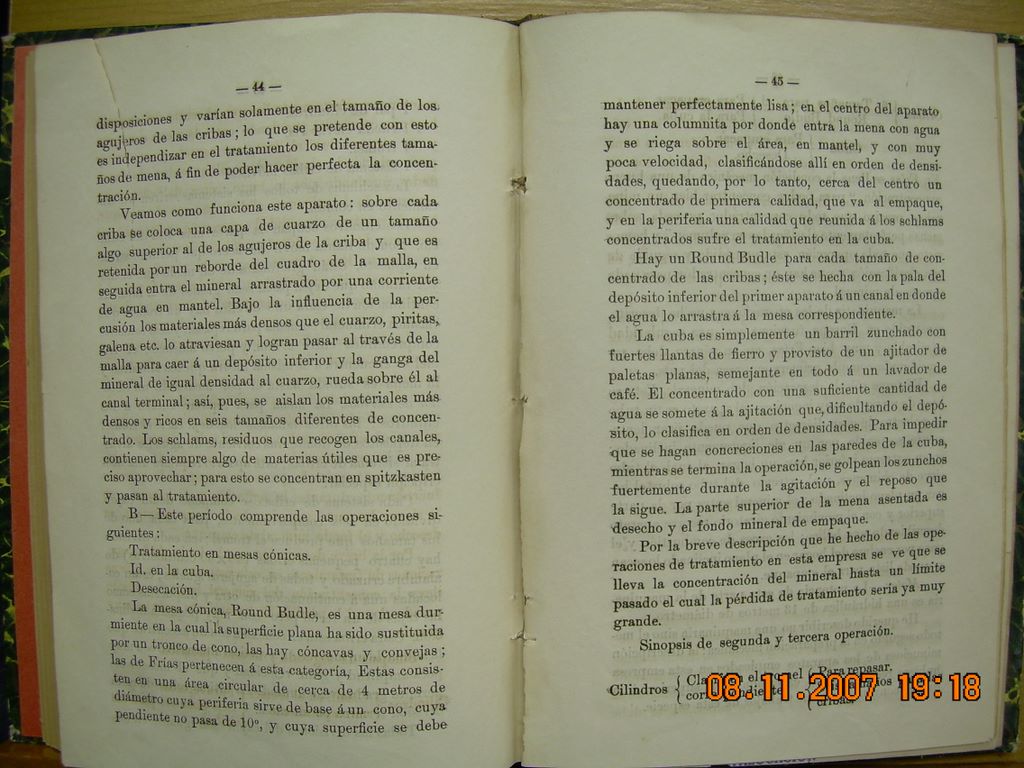 — 44 —
disposiciones y varían solamente en el tamaño de los
agujeros de las cribas; lo que se pretende con esto
es independizar en el tratamiento los diferentes tama-
ños de mena, á fin de poder hacer perfecta la concen-
tración.
Veamos como funciona este aparato: sobre cada
criba se coloca una capa de cuarzo de un tamaño
algo superior al de los agujeros de la criba y que es
retenida por un reborde del cuadro de la malla, en
seguida entra el mineral arrastrado por una corriente
de agua en mantel. Bajo la influencia de la per-
cusión los materiales más densos que el cuarzo, piritas,
galena etc. lo atraviesan y logran pasar al través de la
malla para caer á un depósito inferior y la ganga del
mineral de igual densidad al cuarzo, rueda sobre él al
canal terminal; así, pues, se aislan los materiales más
densos y ricos en seis tamaños diferentes de concen-
trado. Los schlams, residuos que recogen los canales,
contienen siempre algo de materias útiles que es pre-
ciso aprovechar; para esto se concentran en spitzkasten
y pasan al tratamiento.
B — Este período comprende las operaciones si-
guientes:
Tratamiento en mesas cónicas.
Id. en la cuba.
Desecación.
La mesa cónica, Round Budle, es una mesa dur-
miente en la cual la superficie plana ha sido sustituida
por un tronco de cono, las hay cóncavas y convejas;
las de Frías pertenecen á esta categoría, Estas consis-
ten en una área circular de cerca de 4 metros de
diámetro cuya periferia sirve de base á un cono, cuya
pendiente no pasa de 10º, y cuya superficie se debe
— 45 —
mantener perfectamente lisa; en el centro del aparato
hay una columnita por donde entra la mena con agua
y se riega sobre el área, en mantel, y con muy
poca velocidad, clasificándose allí en orden de densi-
dades, quedando, por lo tanto, cerca del centro un
concentrado de primera calidad, que va al empaque,
y en la periferia una calidad que reunida á los schlams
concentrados sufre el tratamiento en la cuba.
Hay un Round Budle para cada tamaño de con-
centrado de las cribas; éste se hecha con la pala del
depósito inferior del primer aparato á un canal en donde
el agua lo arrastra á la mesa correspondiente.
La cuba es simplemente un barril zunchado con
fuertes llantas de fierro y provisto de un ajitador de
paletas planas, semejante en todo á un lavador de
café. El concentrado con una suficiente cantidad de
agua se somete á la ajitación que, dificultando el depó-
sito, lo clasifica en orden de densidades. Para impedir
que se hagan concreciones en las paredes de la cuba,
mientras se termina la operación, se golpean los zunchos
fuertemente durante la agitación y el reposo que
la sigue. La parte superior de la mena asentada es
desecho y el fondo mineral de empaque.
Por la breve descripción que he hecho de las ope-
raciones de tratamiento en esta empresa se ve que se
lleva la concentración del mineral hasta un límite
pasado el cual la pérdida de tratamiento seria ya muy
grande.
Sinopsis de segunda y tercera operación.
Cilindros { el { Para repasar.
cribas.
08.11.2007 19:18